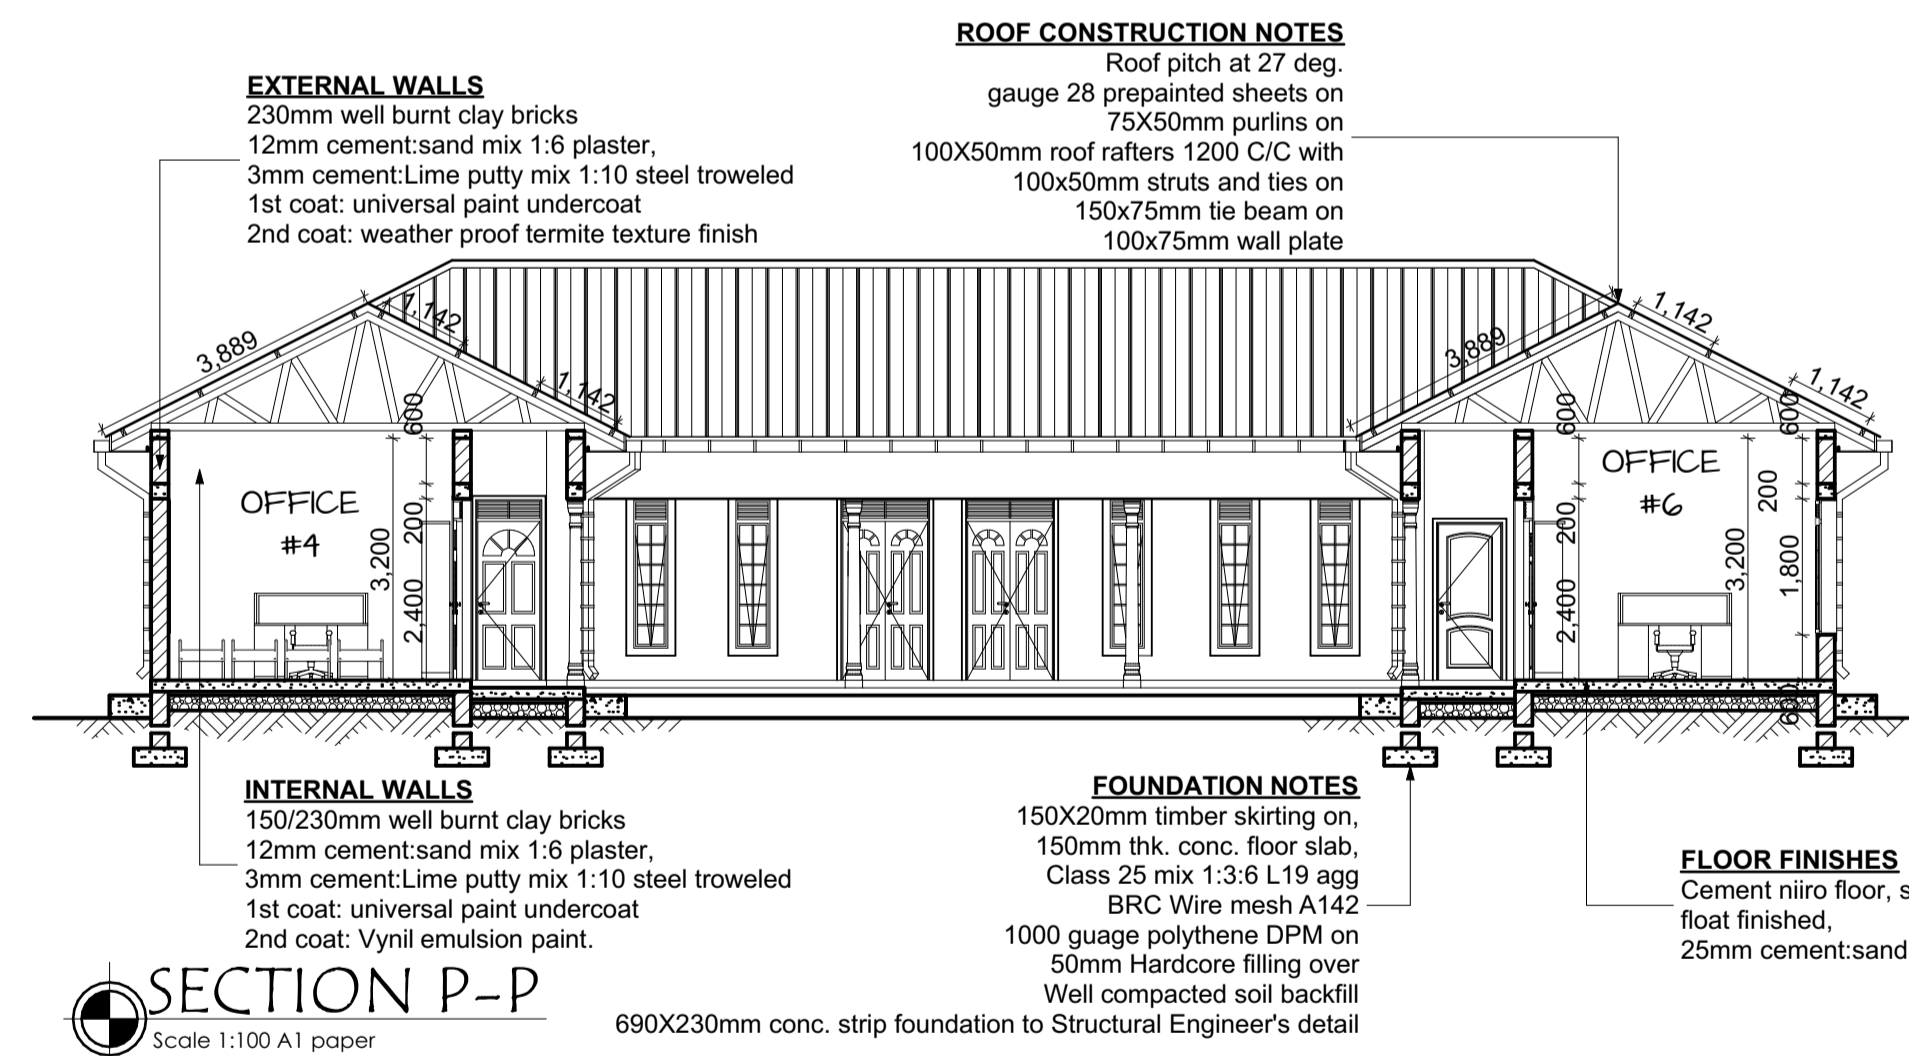 ROOF CONSTRUCTION NOTES
Roof pitch at 27 deg.
gauge 28 prepainted sheets on
75X50mm purlins on
100X50mm roof rafters 1200 C/C with
100x50mm struts and ties on
150x75mm tie beam on
100x75mm wall plate
EXTERNAL WALLS
230mm well burnt clay bricks
12mm cement:sand mix 1:6 plaster,
3mm cement:Lime putty mix 1:10 steel troweled
1st coat: universal paint undercoat
2nd coat: weather proof termite texture finish
3,889
1,142
1,142
3,889
1,142
1,142
600
600
600
OFFICE
#4
3,200
200
2,400
OFFICE
#6
200
2,400
3,200
200
1,800
600
INTERNAL WALLS
150/230mm well burnt clay bricks
12mm cement:sand mix 1:6 plaster,
3mm cement:Lime putty mix 1:10 steel troweled
1st coat: universal paint undercoat
2nd coat: Vynil emulsion paint.
FOUNDATION NOTES
150X20mm timber skirting on,
150mm thk. conc. floor slab,
Class 25 mix 1:3:6 L19 agg
BRC Wire mesh A142
1000 guage polythene DPM on
50mm Hardcore filling over
Well compacted soil backfill
690X230mm conc. strip foundation to Structural Engineer's detail
FLOOR FINISHES
Cement niiro floor, s
float finished,
25mm cement:sand
SECTION P-P
Scale 1:100 A1 paper